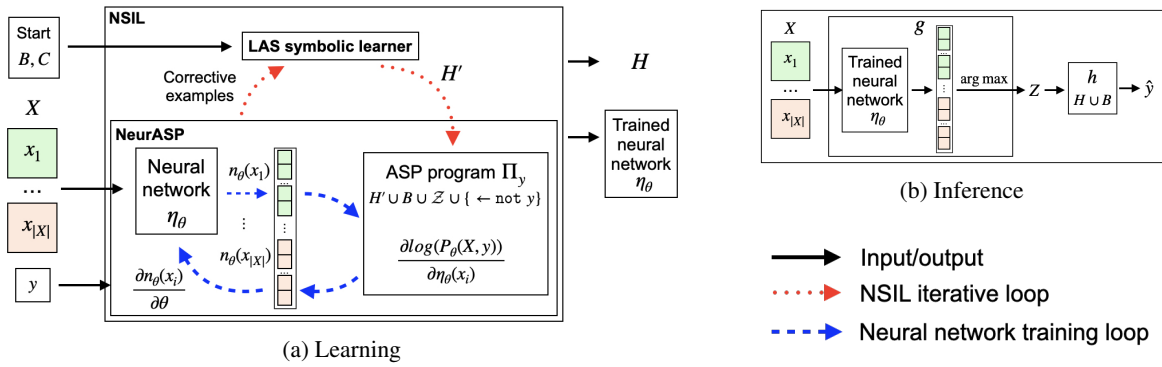 NSIL
Start
B, C
LAS symbolic learner
Corrective
examples
H′
H
X
x₁
...
x|X|
y
NeurASP
Neural
network
ηθ
nθ(x₁)
...
⋮
nθ(x|X|)
...
∂nθ(xᵢ)
∂θ
ASP program Πy
H′ ∪ B ∪ 𝒵 ∪ { ← not y}
∂log(Pθ(X, y))
∂ηθ(xᵢ)
Trained
neural
network
ηθ
(a) Learning
X
x₁
...
x|X|
g
Trained
neural
network
ηθ
...
⋮
...
arg max
Z
h
H ∪ B
ŷ
(b) Inference
Input/output
NSIL iterative loop
Neural network training loop